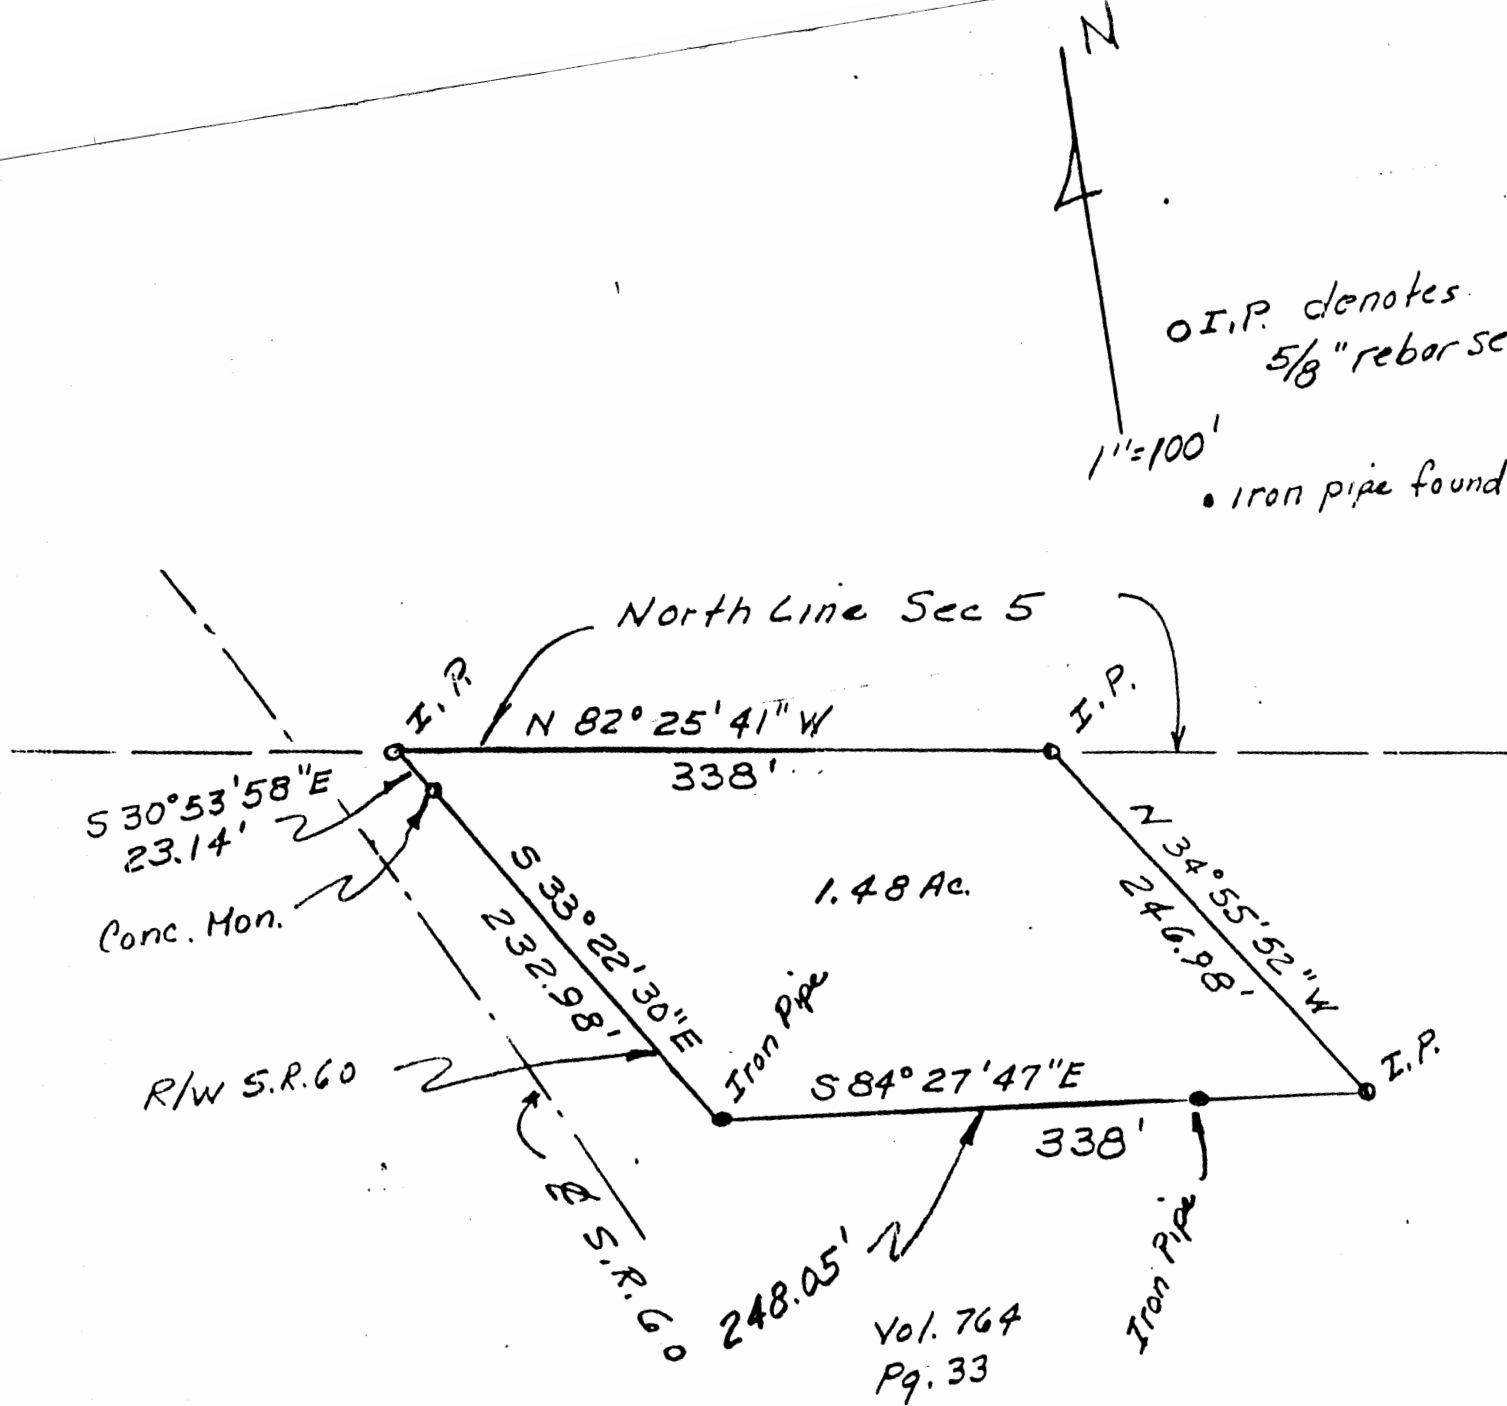 N
O I.P. denotes
5/8" rebar se
1"=100'
• iron pipe found
North Line Sec 5
I.P.
I.P.
N 82° 25' 41" W
338'
S 30° 53' 58" E
23.14'
Conc. Mon.
S 33° 22' 30" E
232.98'
1.48 Ac.
N 34° 55' 52" W
246.98'
R/W S.R.60
Iron Pipe
S 84° 27' 47" E
338'
I.P.
S.R. 60
248.05'
Iron Pipe
Vol. 764
Pg. 33